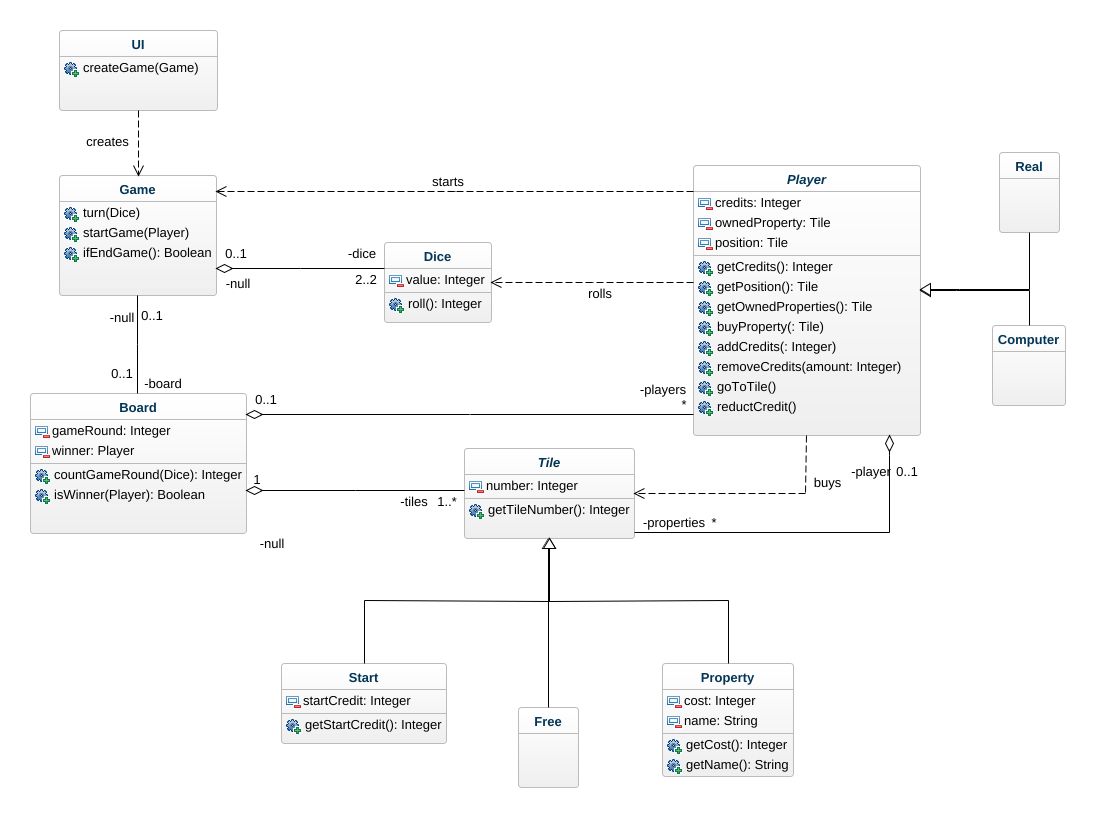 UI
createGame(Game)
creates
Game
turn(Dice)
startGame(Player)
ifEndGame(): Boolean
starts
0..1
-null
-dice
2..2
Dice
value: Integer
roll(): Integer
rolls
Player
credits: Integer
ownedProperty: Tile
position: Tile
getCredits(): Integer
getPosition(): Tile
getOwnedProperties(): Tile
buyProperty(: Tile)
addCredits(: Integer)
removeCredits(amount: Integer)
goToTile()
reductCredit()
Real
Computer
-null
0..1
0..1
-board
Board
gameRound: Integer
winner: Player
countGameRound(Dice): Integer
isWinner(Player): Boolean
0..1
-players
*
1
-tiles 1..*
-null
Tile
number: Integer
getTileNumber(): Integer
buys
-player 0..1
-properties *
Start
startCredit: Integer
getStartCredit(): Integer
Free
Property
cost: Integer
name: String
getCost(): Integer
getName(): String